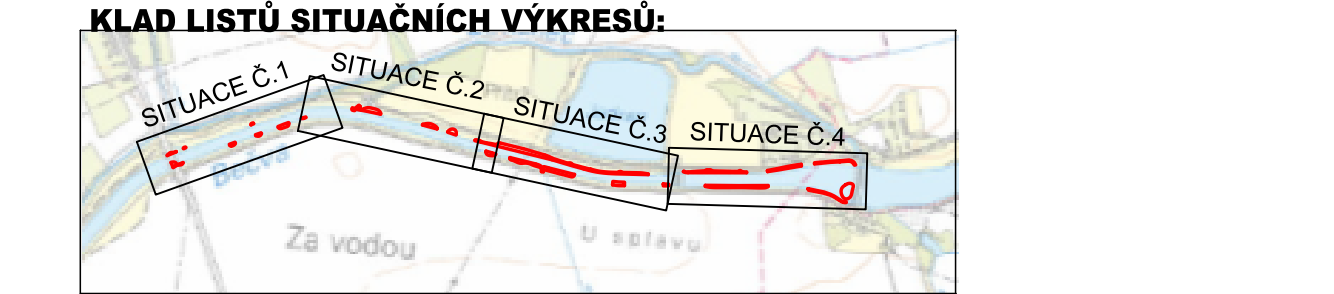 KLAD LISTŮ SITUAČNÍCH VÝKRESŮ:
SITUACE Č.1
SITUACE Č.2
SITUACE Č.3
SITUACE Č.4
Bečva
Za vodou
U splavu